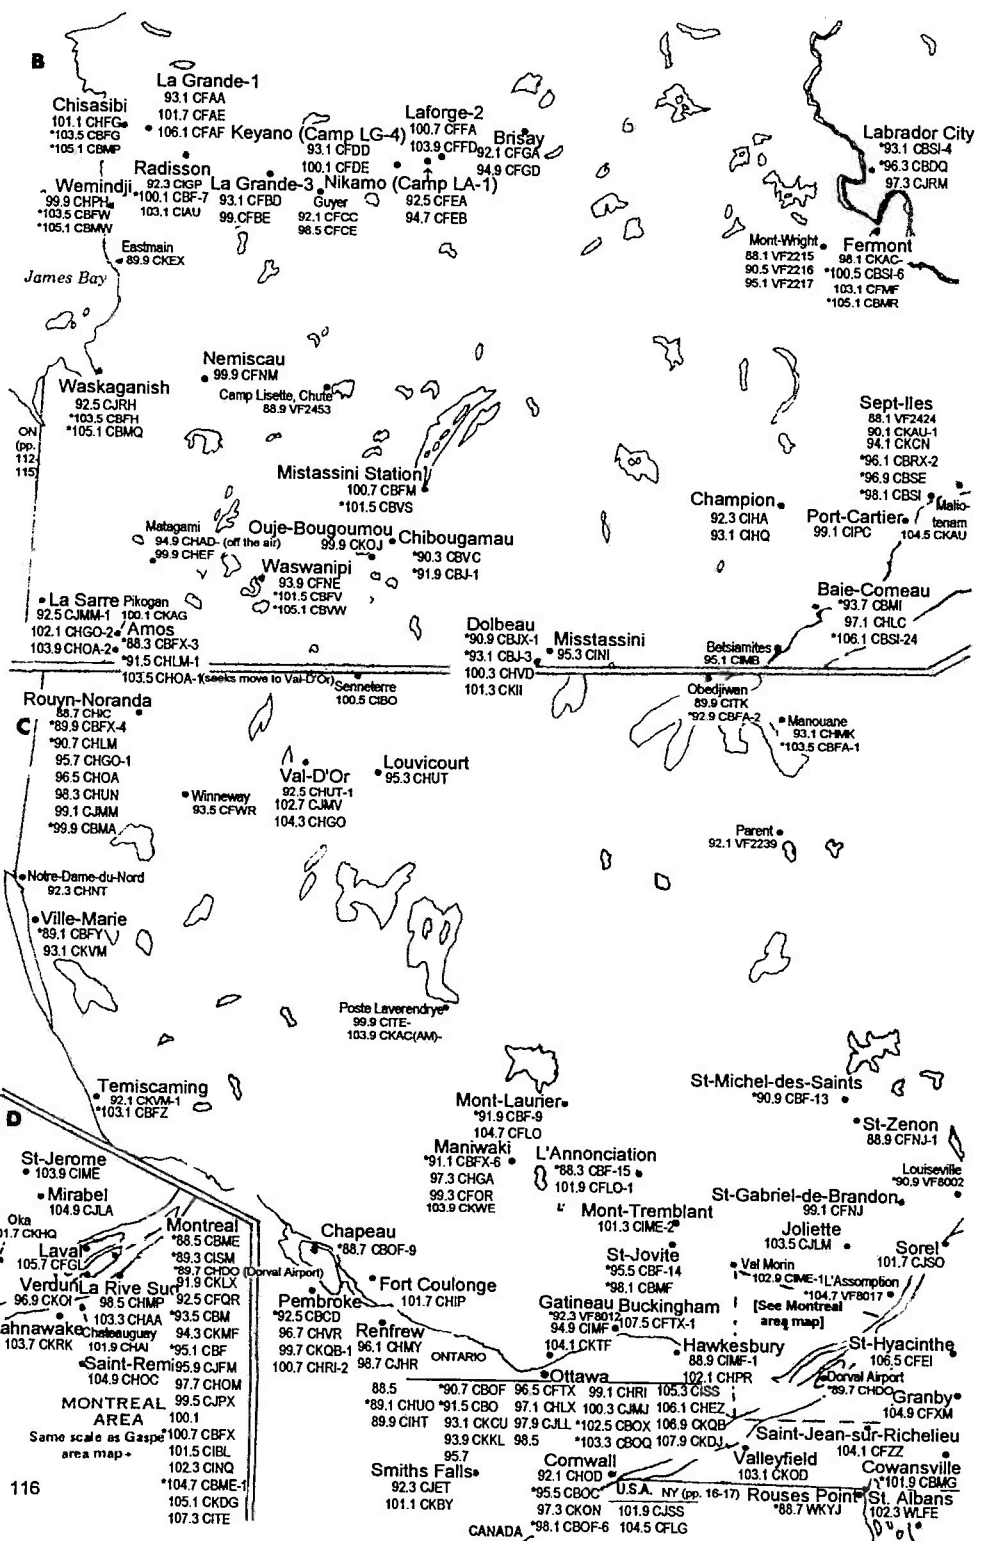 B
La Grande-1
93.1 CFAA
101.7 CFAE
106.1 CFAF
Chisasibi
101.1 CHFG
*103.5 CBFG
*105.1 CBMP
Keyano (Camp LG-4)
93.1 CFDD
100.1 CFDE
Laforge-2
100.7 CFFA
103.9 CFFD
Brisay
92.1 CFGA
94.9 CFGD
Labrador City
*93.1 CBSI-4
*96.3 CBDQ
97.3 CJRM
Radisson
92.3 CIGP
*100.1 CBF-7
103.1 CIAU
Wemindji
99.9 CHPH
*103.5 CBFW
*105.1 CBMW
La Grande-3
93.1 CFBD
99. CFBE
Nikamo (Camp LA-1)
92.5 CFEA
94.7 CFEB
Guyer
92.1 CFCC
98.5 CFCE
Eastmain
89.9 CKEX
James Bay
Mont-Wright
88.1 VF2215
90.5 VF2216
95.1 VF2217
Fermont
98.1 CKAC-
*100.5 CBSI-6
103.1 CFMF
*105.1 CBMR
Nemiscau
99.9 CFNM
Waskaganish
92.5 CJRH
*103.5 CBFH
*105.1 CBMQ
Camp Lisette, Chute
88.9 VF2453
ON
(pp.
112-
115)
Sept-Iles
88.1 VF2424
90.1 CKAU-1
94.1 CKCN
*96.1 CBRX-2
*96.9 CBSE
*98.1 CBSI
Mistassini Station
100.7 CBFM
*101.5 CBVS
Champion
92.3 CIHA
93.1 CIHQ
Port-Cartier
99.1 CIPC
Malio-
tenam
104.5 CKAU
Matagami
94.9 CHAD- (off the air)
99.9 CHEF
Ouje-Bougoumou
99.9 CKOJ
Chibougamau
*90.3 CBVC
*91.9 CBJ-1
Waswanipi
93.9 CFNE
*101.5 CBFV
*105.1 CBVW
Baie-Comeau
*93.7 CBMI
97.1 CHLC
*106.1 CBSI-24
La Sarre
92.5 CJMM-1
102.1 CHGO-2
103.9 CHOA-2
Pikogan
100.1 CKAG
Amos
*88.3 CBFX-3
*91.5 CHLM-1
103.5 CHOA-1(seeks move to Val-D'Or)
Dolbeau
*90.9 CBJX-1
*93.1 CBJ-3
100.3 CHVD
101.3 CKII
Misstassini
95.3 CINI
Betsiamites
95.1 CIMB
Senneterre
100.5 CIBO
Obedjiwan
89.9 CITK
*92.9 CBFA-2
Rouyn-Noranda
88.7 CHIC
C
*89.9 CBFX-4
*90.7 CHLM
95.7 CHGO-1
96.5 CHOA
98.3 CHUN
99.1 CJMM
*99.9 CBMA
Manouane
93.1 CHMK
*103.5 CBFA-1
Val-D'Or
92.5 CHUT-1
102.7 CJMV
104.3 CHGO
Louvicourt
95.3 CHUT
Winneway
93.5 CFWR
Parent
92.1 VF2239
Notre-Dame-du-Nord
92.3 CHNT
Ville-Marie
*89.1 CBFY
93.1 CKVM
Poste Laverendrye
99.9 CITE-
103.9 CKAC(AM)-
Temiscaming
92.1 CKVM-1
*103.1 CBFZ
Mont-Laurier
*91.9 CBF-9
104.7 CFLO
St-Michel-des-Saints
*90.9 CBF-13
St-Zenon
88.9 CFNJ-1
D
St-Jerome
103.9 CIME
Mirabel
104.9 CJLA
Maniwaki
*91.1 CBFX-6
97.3 CHGA
99.3 CFOR
103.9 CKWE
L'Annonciation
*88.3 CBF-15
101.9 CFLO-1
Louiseville
*90.9 VF8002
St-Gabriel-de-Brandon
99.1 CFNJ
Mont-Tremblant
101.3 CIME-2
Joliette
103.5 CJLM
Sorel
101.7 CJSO
Oka
01.7 CKHQ
Laval
105.7 CFGL
Verdun
96.9 CKOI
La Rive Sud
98.5 CHMP
103.3 CHAA
ahnawake
103.7 CKRK
Chateauguay
101.9 CHAI
Saint-Remi
104.9 CHOC
MONTREAL
AREA
Same scale as Gaspe
area map→
Montreal
*88.5 CBME
*89.3 CISM
*89.7 CHDO (Dorval Airport)
91.9 CKLX
92.5 CFQR
*93.5 CBM
94.3 CKMF
*95.1 CBF
95.9 CJFM
97.7 CHOM
99.5 CJPX
100.1
*100.7 CBFX
101.5 CIBL
102.3 CINQ
*104.7 CBME-1
105.1 CKDG
107.3 CITE
Chapeau
*88.7 CBOF-9
Fort Coulonge
101.7 CHIP
Pembroke
*92.5 CBCD
96.7 CHVR
99.7 CKQB-1
100.7 CHRI-2
Renfrew
96.1 CHMY
98.7 CJHR
ONTARIO
St-Jovite
*95.5 CBF-14
*98.1 CBMF
Val Morin
102.9 CIME-1
L'Assomption
*104.7 VF8017
[See Montreal
area map]
Gatineau
*92.3 VF8012
94.9 CIMF
104.1 CKTF
Buckingham
107.5 CFTX-1
Hawkesbury
88.9 CIMF-1
102.1 CHPR
St-Hyacinthe
106.5 CFEI
Dorval Airport
*89.7 CHDO
Granby
104.9 CFXM
Ottawa
88.5
*89.1 CHUO
89.9 CIHT
*90.7 CBOF
*91.5 CBO
93.1 CKCU
93.9 CKKL
95.7
96.5 CFTX
97.1 CHLX
97.9 CJLL
98.5
99.1 CHRI
100.3 CJMJ
*102.5 CBOX
*103.3 CBOQ
105.3 CISS
106.1 CHEZ
106.9 CKQB
107.9 CKDJ
Saint-Jean-sur-Richelieu
104.1 CFZZ
Smiths Falls
92.3 CJET
101.1 CKBY
Cornwall
92.1 CHOD
*95.5 CBOC
97.3 CKON
*98.1 CBOF-6
Valleyfield
103.1 CKOD
Cowansville
*101.9 CBMG
U.S.A. NY (pp. 16-17)
101.9 CJSS
104.5 CFLG
Rouses Point
*88.7 WKYJ
St. Albans
102.3 WLFE
CANADA
116